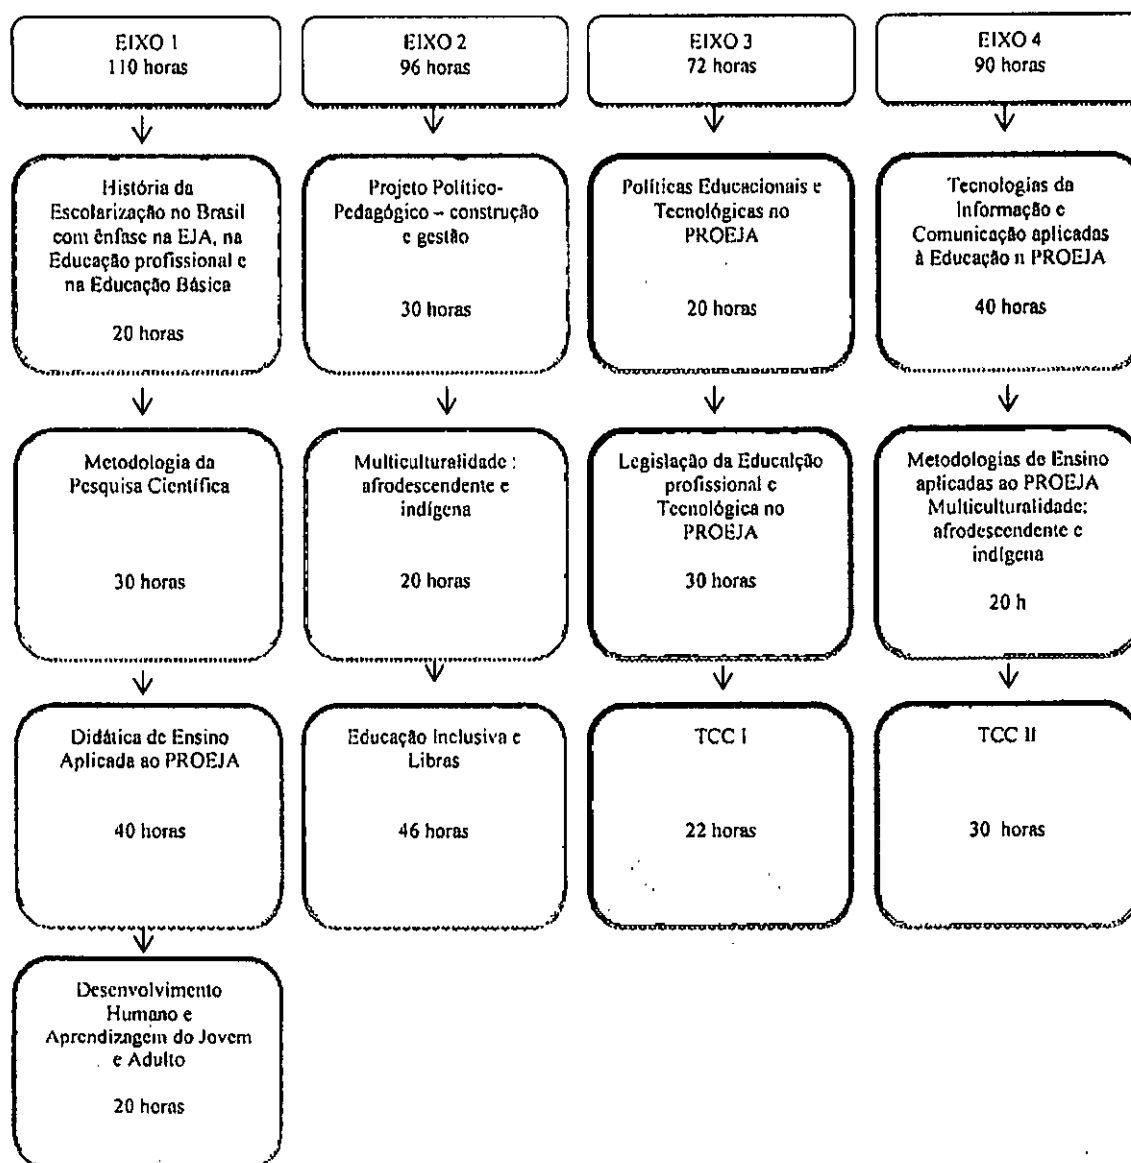 EIXO 1
110 horas
EIXO 2
96 horas
EIXO 3
72 horas
EIXO 4
90 horas
História da
Escolarização no Brasil
com ênfase na EJA, na
Educação profissional e
na Educação Básica
20 horas
Projeto Político-
Pedagógico – construção
e gestão
30 horas
Políticas Educacionais e
Tecnológicas no
PROEJA
20 horas
Tecnologias da
Informação e
Comunicação aplicadas
à Educação n PROEJA
40 horas
Metodologia da
Pesquisa Científica
30 horas
Multiculturalidade :
afrodescendente e
indígena
20 horas
Legislação da Educalção
profissional e
Tecnológica no
PROEJA
30 horas
Metodologias de Ensino
aplicadas ao PROEJA
Multiculturalidade:
afrodescendente e
indígena
20 h
Didática de Ensino
Aplicada ao PROEJA
40 horas
Educação Inclusiva e
Libras
46 horas
TCC I
22 horas
TCC II
30 horas
Desenvolvimento
Humano e
Aprendizagem do Jovem
e Adulto
20 horas